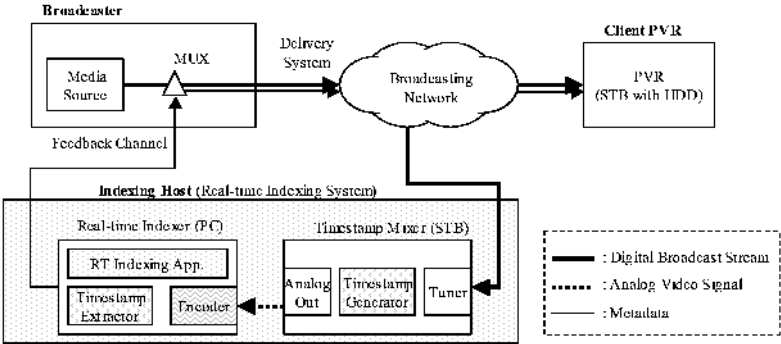 Broadcaster
Media
Source
MUX
Delivery
System
Broadcasting
Network
Client PVR
PVR
(STB with HDD)
Feedback Channel
Indexing Host (Real-time Indexing System)
Real-time Indexer (PC)
RT Indexing App.
Timestamp
Extractor
Encoder
Timestamp Mixer (STB)
Analog
Out
Timestamp
Generator
Tuner
: Digital Broadcast Stream
: Analog Video Signal
: Metadata